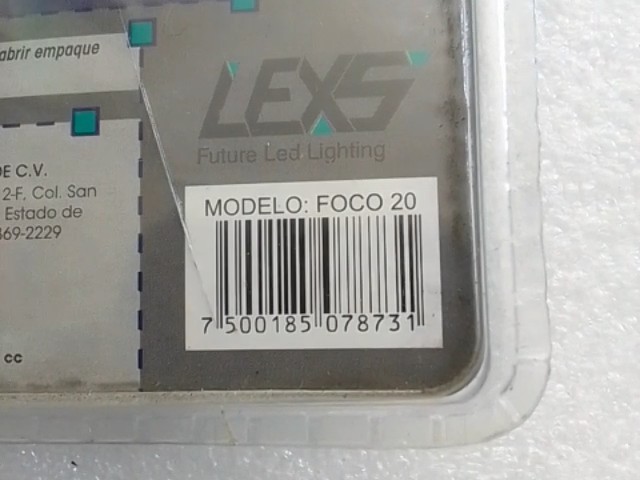 abrir empaque
LEXS
Future Led Lighting
DE C.V.
2-F, Col. San
Estado de
369-2229
cc
MODELO: FOCO 20
7 500185 078731